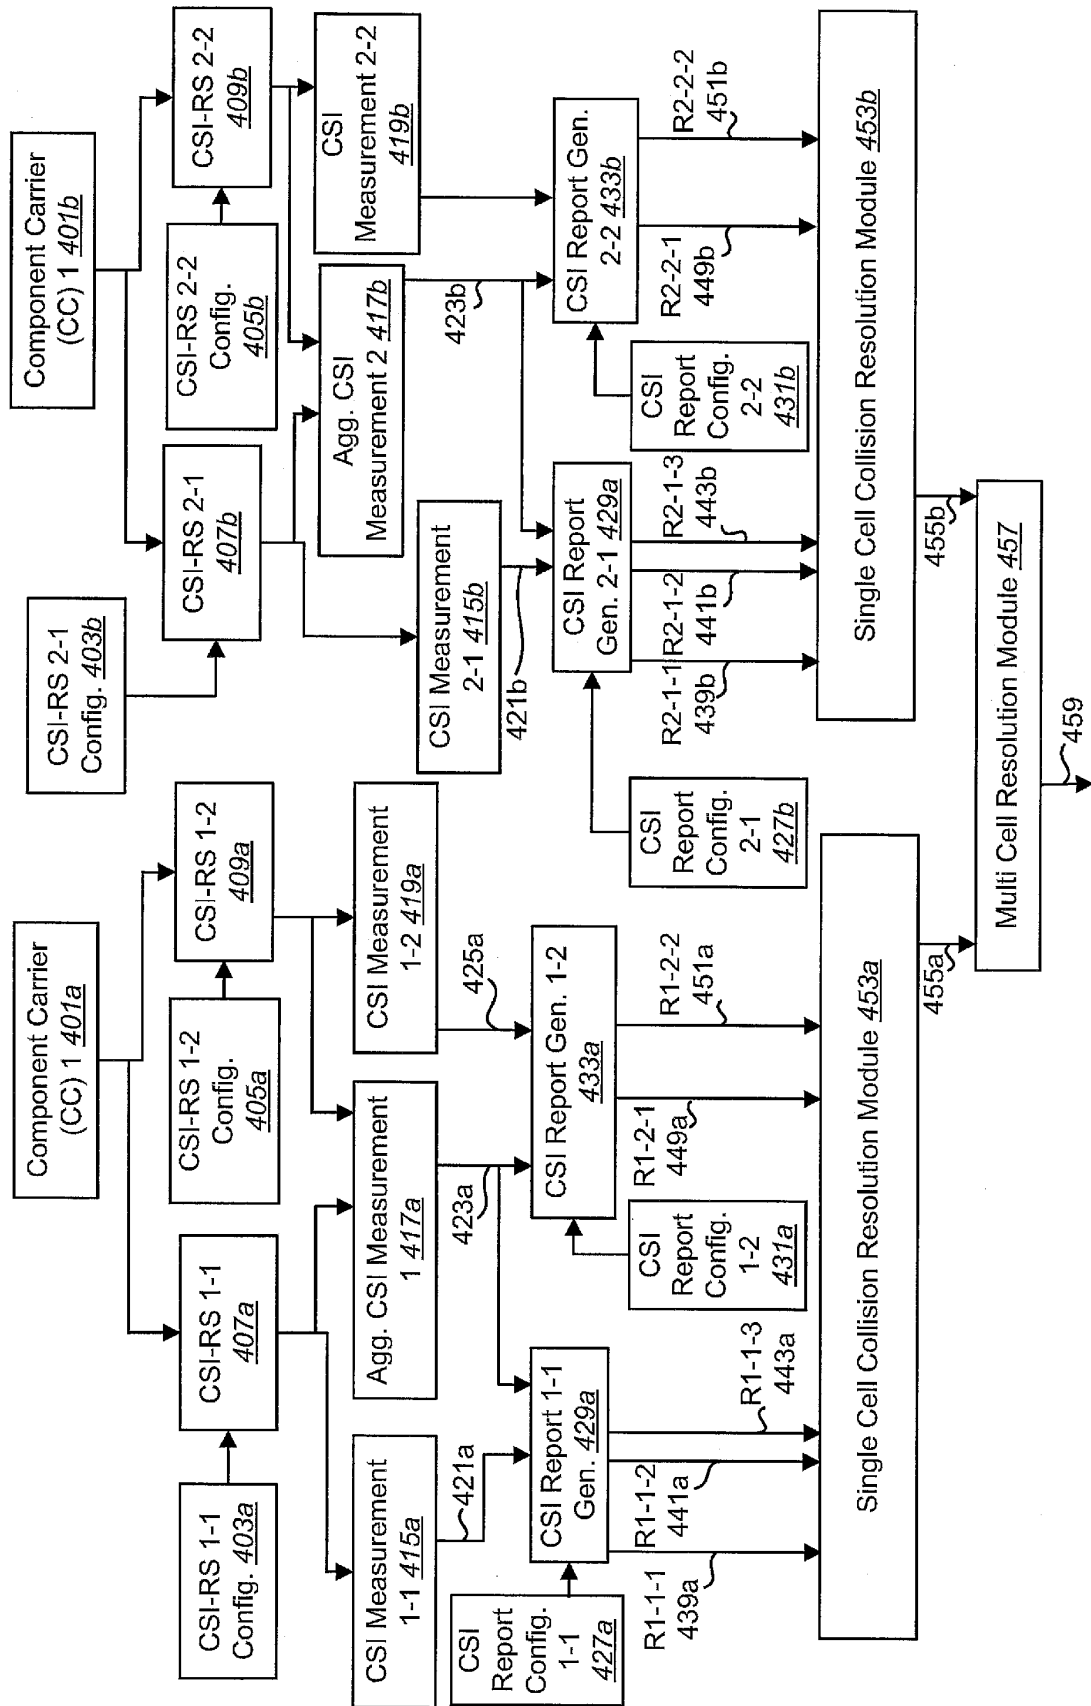 Component Carrier
(CC) 1 401a
CSI-RS 1-1
Config. 403a
CSI-RS 1-1
407a
CSI-RS 1-2
Config.
405a
CSI-RS 1-2
409a
CSI Measurement
1-1 415a
Agg. CSI Measurement
1 417a
CSI Measurement
1-2 419a
421a
423a
425a
CSI
Report
Config.
1-1
427a
CSI Report 1-1
Gen. 429a
CSI
Report
Config.
1-2
431a
CSI Report Gen. 1-2
433a
R1-1-1
439a
R1-1-2
441a
R1-1-3
443a
R1-2-1
449a
R1-2-2
451a
Single Cell Collision Resolution Module 453a
455a
Component Carrier
(CC) 1 401b
CSI-RS 2-1
Config. 403b
CSI-RS 2-1
407b
CSI-RS 2-2
Config.
405b
CSI-RS 2-2
409b
CSI Measurement
2-1 415b
Agg. CSI
Measurement 2 417b
CSI
Measurement 2-2
419b
421b
423b
CSI
Report
Config.
2-1
427b
CSI Report
Gen. 2-1 429a
CSI
Report
Config.
2-2
431b
CSI Report Gen.
2-2 433b
R2-1-1
439b
R2-1-2
441b
R2-1-3
443b
R2-2-1
449b
R2-2-2
451b
Single Cell Collision Resolution Module 453b
455b
Multi Cell Resolution Module 457
459